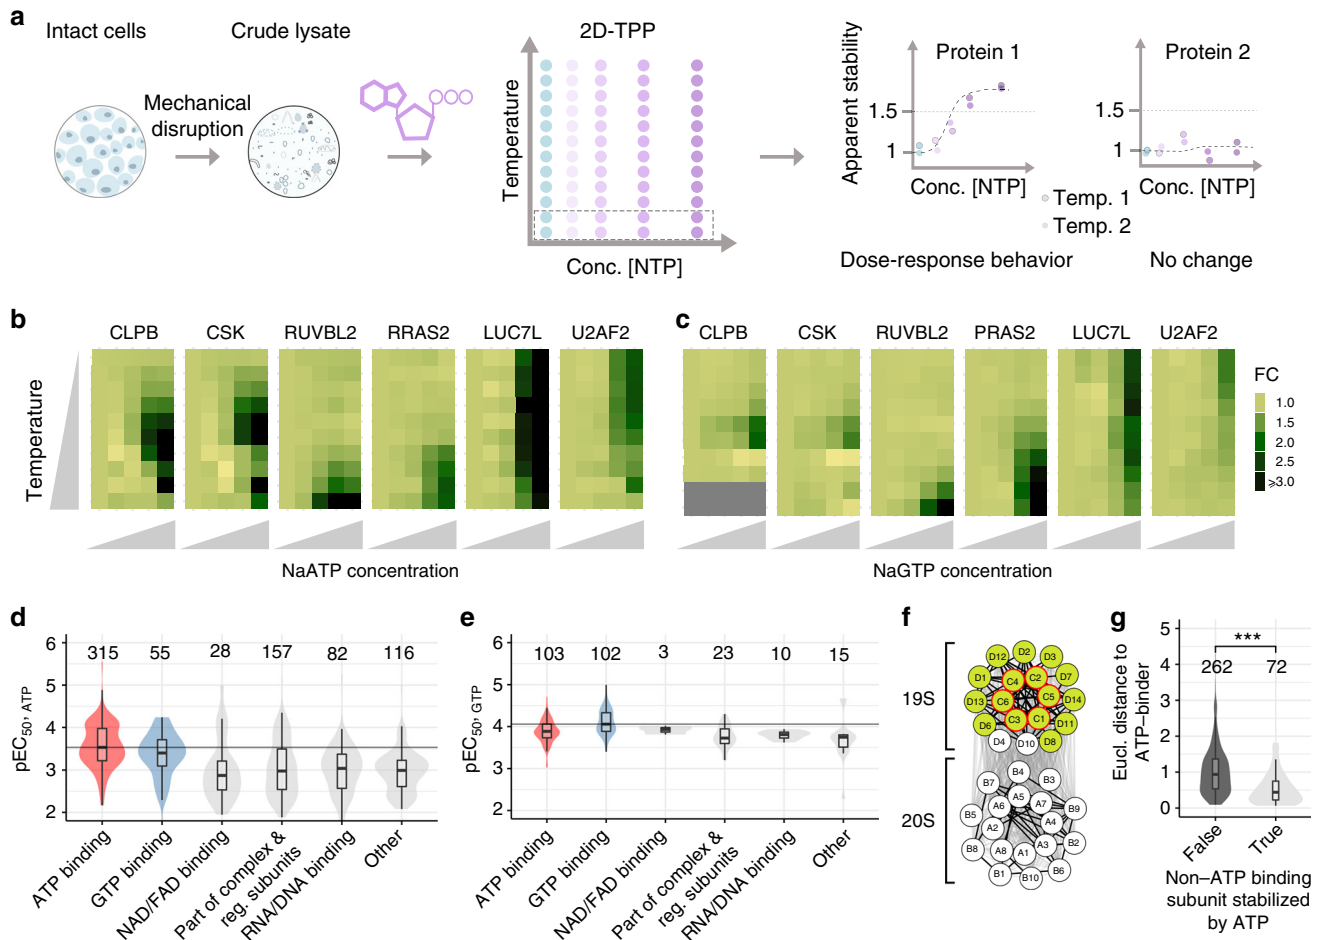 a
Intact cells
Crude lysate
2D-TPP
Mechanical
disruption
Temperature
Conc. [NTP]
Apparent stability
Protein 1
1.5
1
Conc. [NTP]
Protein 2
1.5
1
Conc. [NTP]
Temp. 1
Temp. 2
Dose-response behavior
No change
b
CLPB CSK RUVBL2 RRAS2 LUC7L U2AF2
Temperature
NaATP concentration
c
CLPB CSK RUVBL2 PRAS2 LUC7L U2AF2
NaGTP concentration
FC
1.0
1.5
2.0
2.5
⩾3.0
d
pEC50, ATP
6
5
4
3
2
315 55 28 157 82 116
ATP binding
GTP binding
NAD/FAD binding
Part of complex &
reg. subunits
RNA/DNA binding
Other
e
pEC50, GTP
6
5
4
3
2
103 102 3 23 10 15
ATP binding
GTP binding
NAD/FAD binding
Part of complex &
reg. subunits
RNA/DNA binding
Other
f
19S
D12 D2 D3
D1 C4 C2 D7
D13 C6 C5 D14
D6 C3 C1 D11
D4 D10 D8
20S
B7 B4 B3
A6 A5 A7 B9
B5 A2 A4
B8 A8 A1 A3 B2
B1 B10 B6
g
Eucl. distance to
ATP–binder
5
4
3
2
1
0
***
262 72
False True
Non–ATP binding
subunit stabilized
by ATP